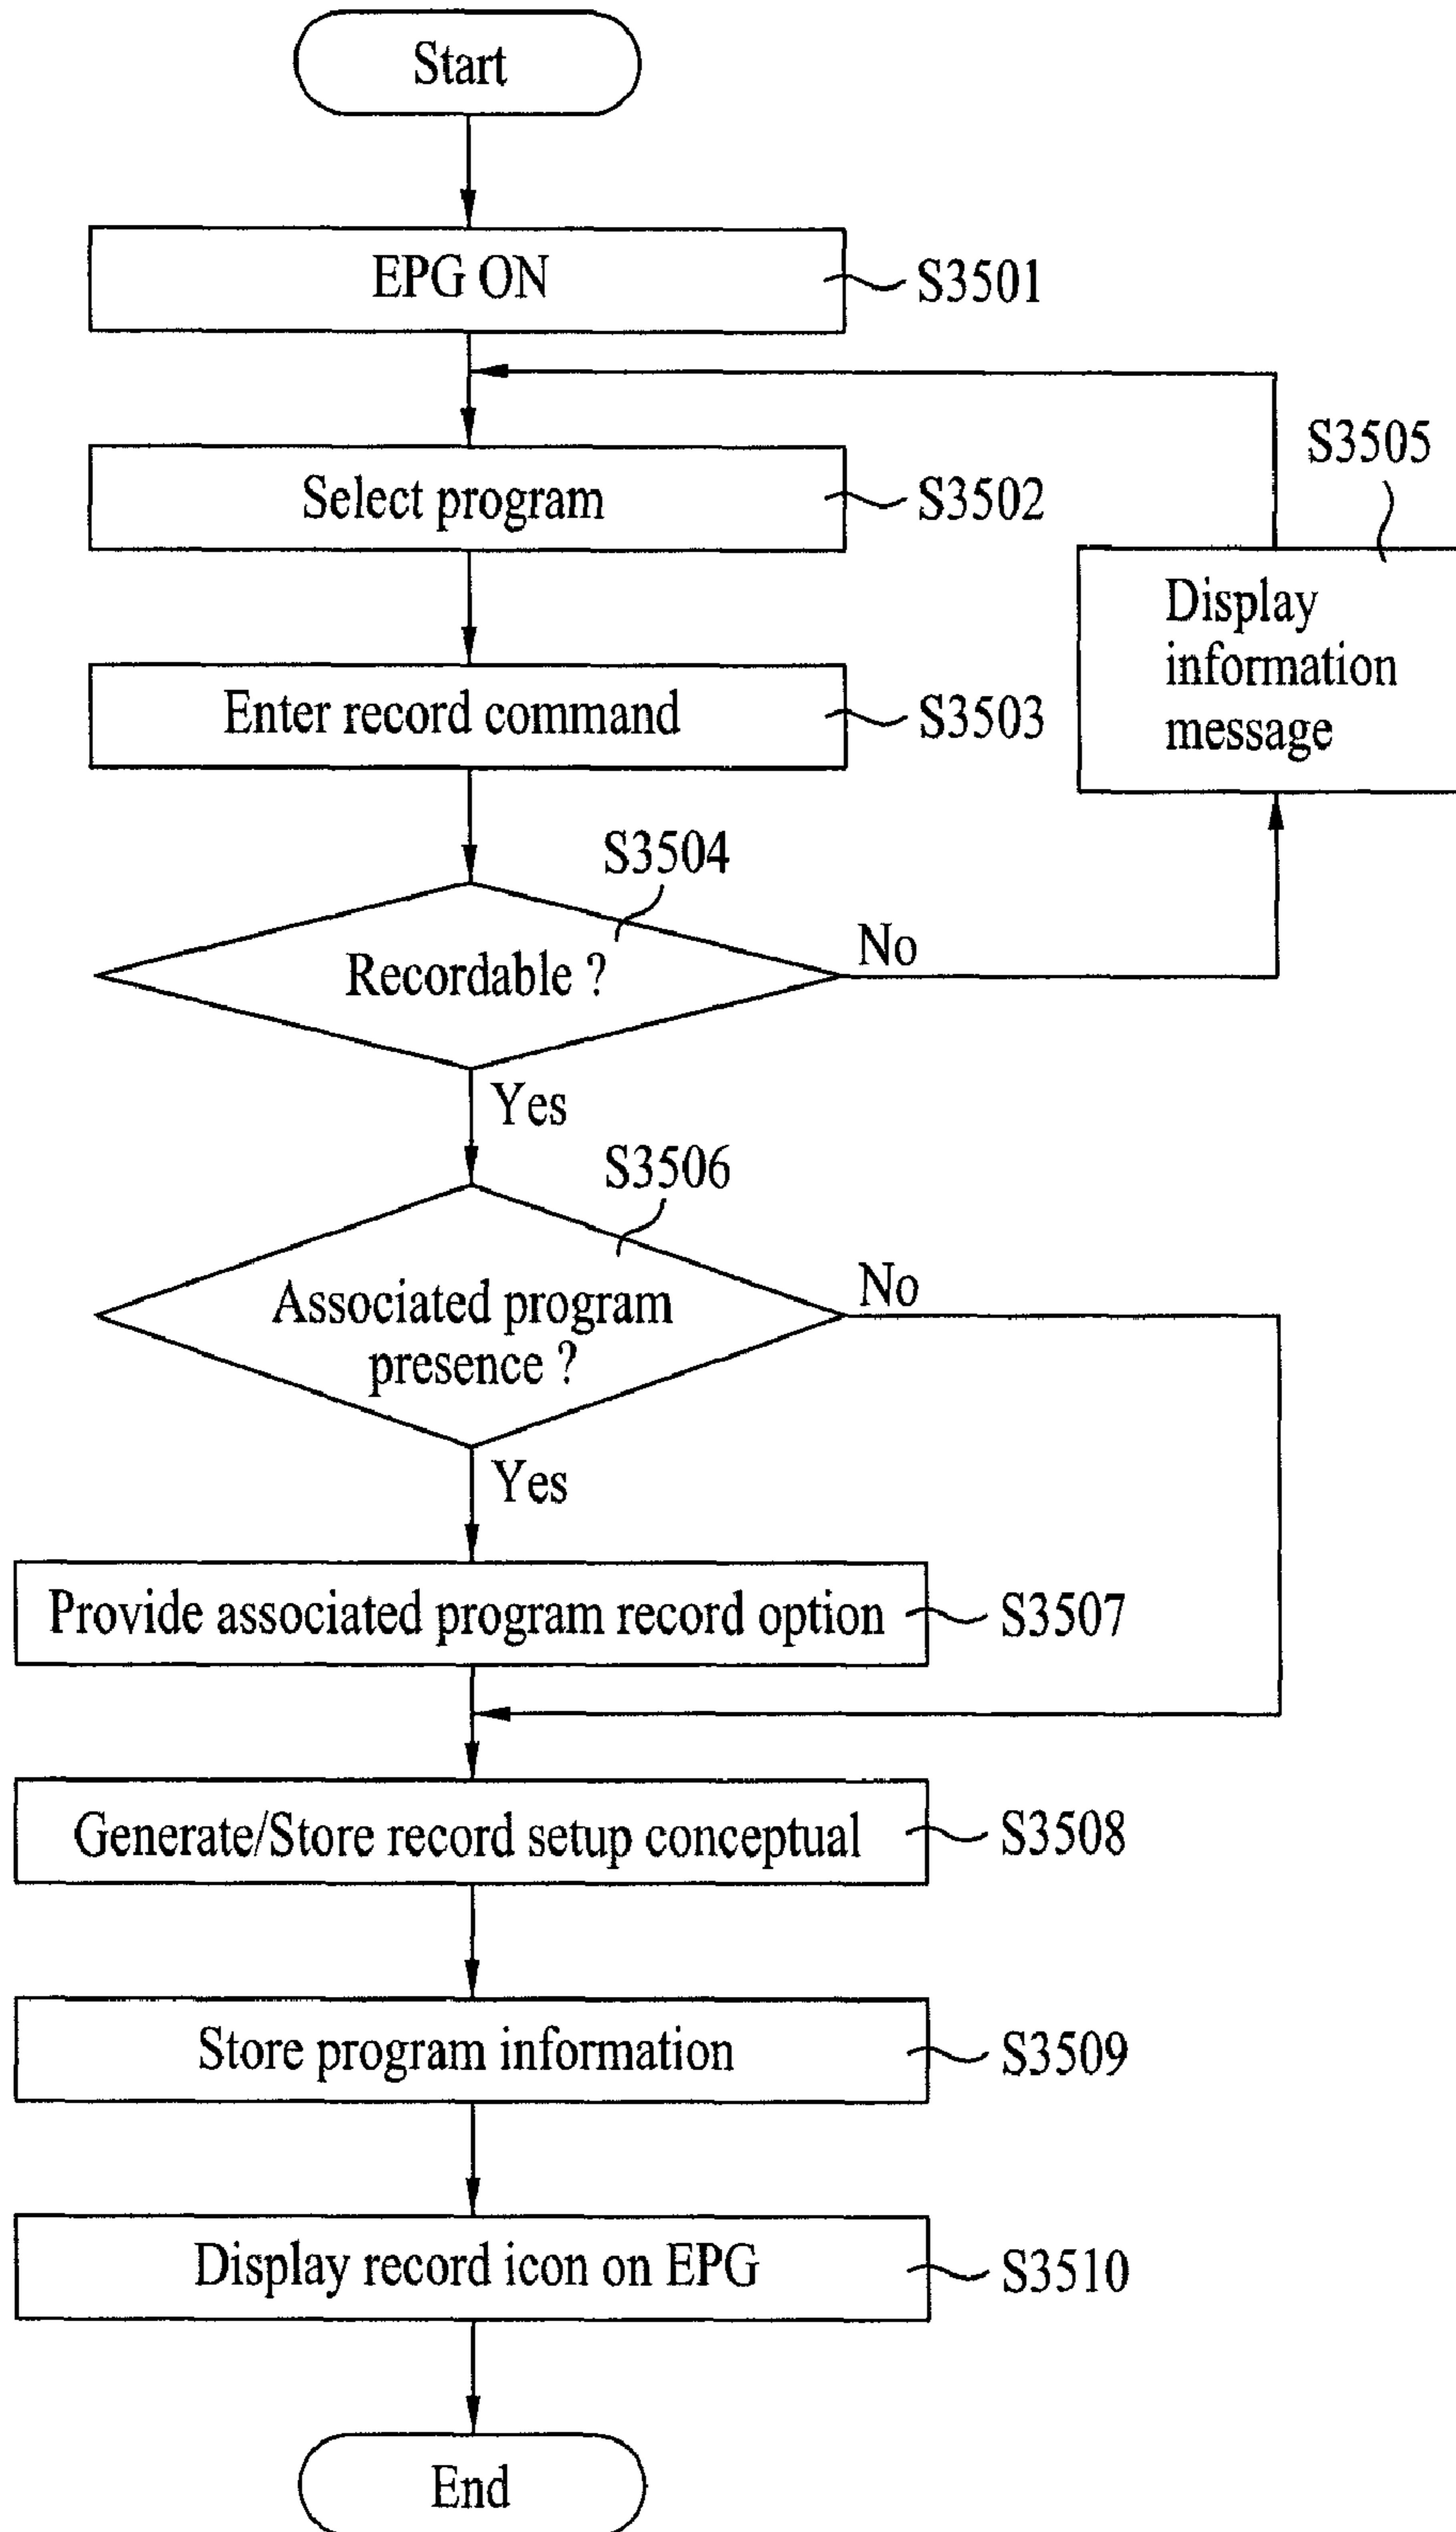 Start
EPG ON
S3501
Select program
S3502
S3505
Display
information
message
Enter record command
S3503
S3504
Recordable ?
No
Yes
S3506
Associated program
presence ?
No
Yes
Provide associated program record option
S3507
Generate/Store record setup conceptual
S3508
Store program information
S3509
Display record icon on EPG
S3510
End